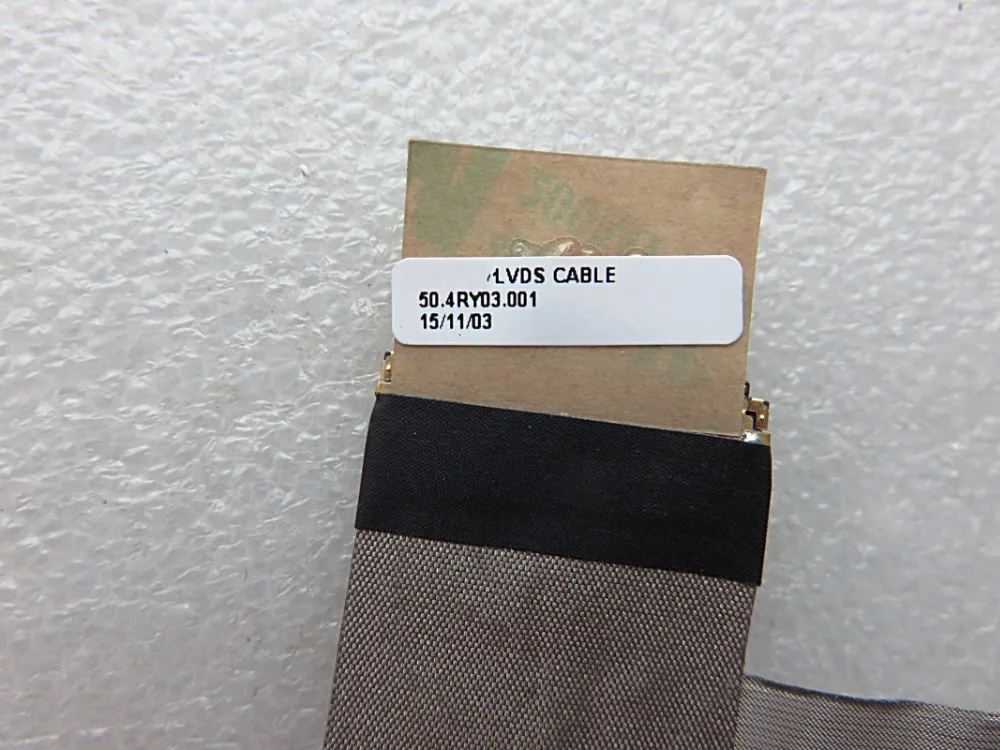 /LVDS CABLE
50.4RY03.001
15/11/03